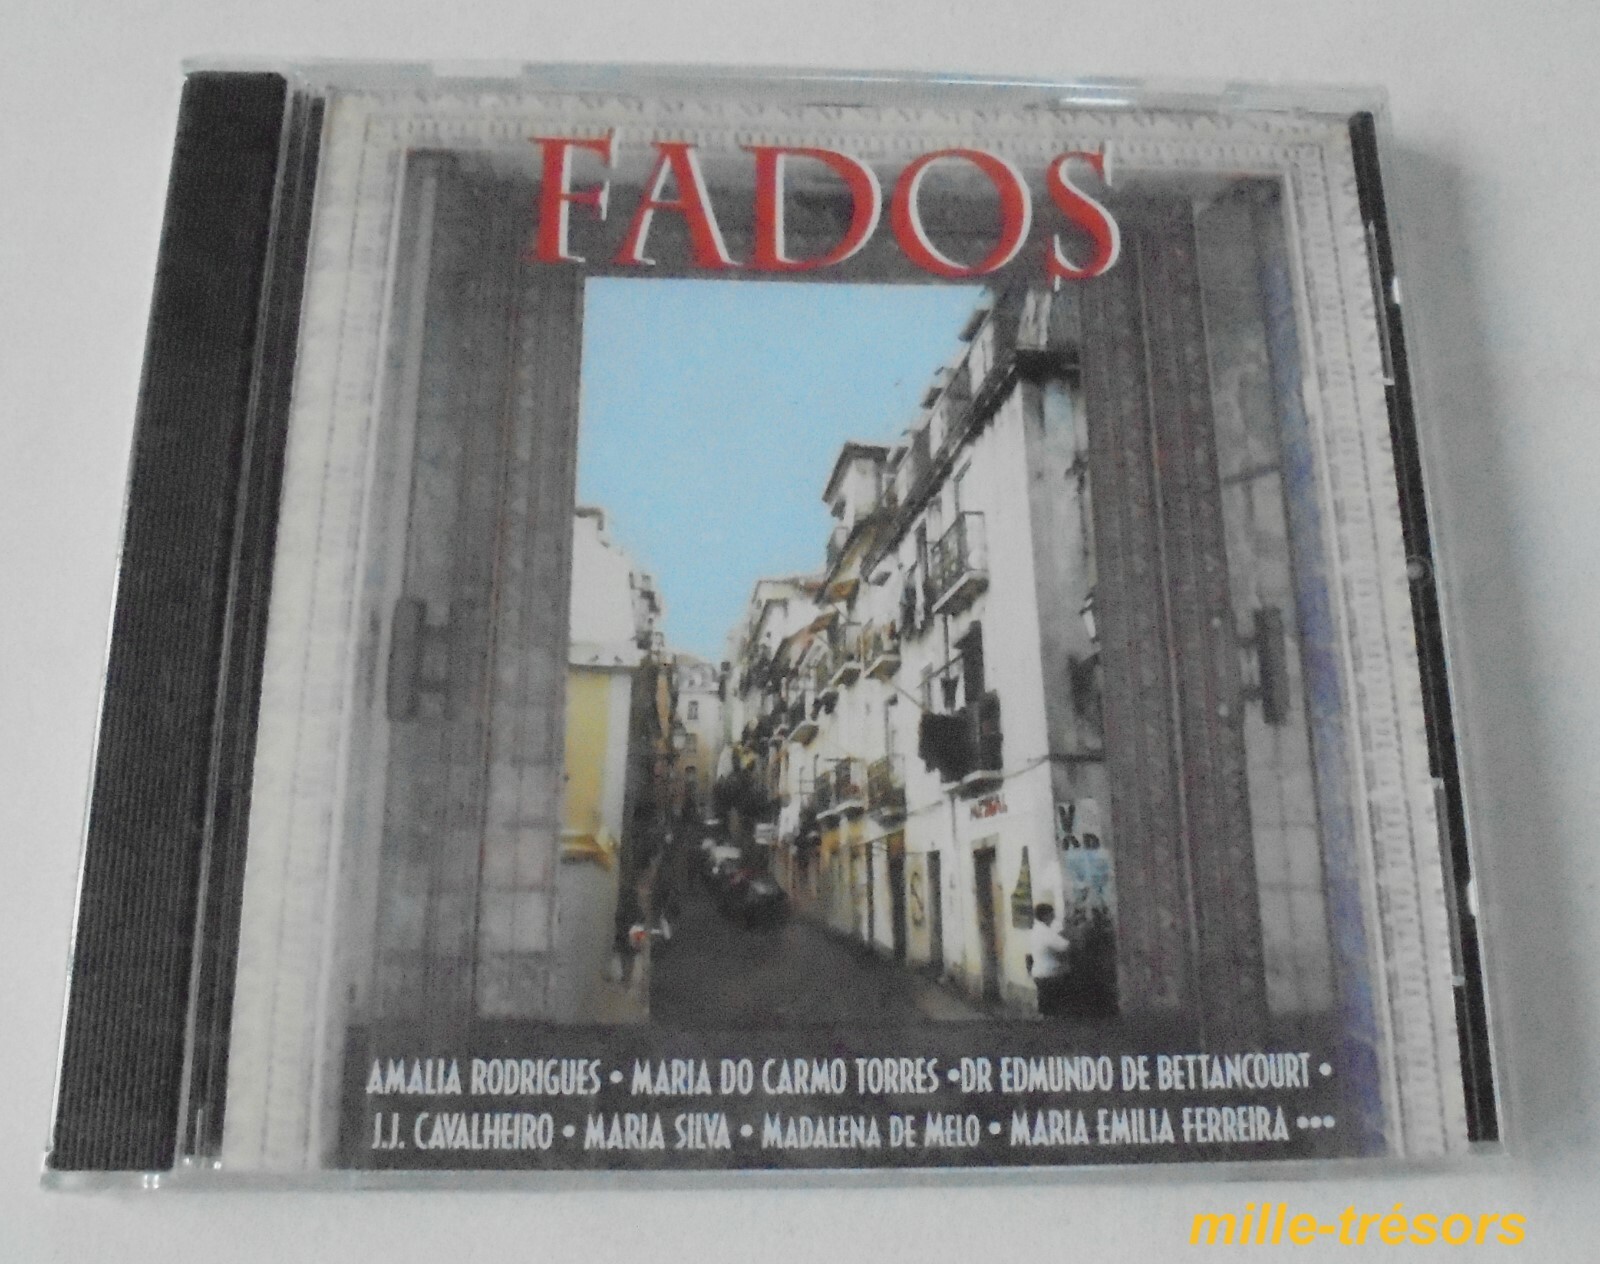 FADOS
AMALIA RODRIGUES • MARIA DO CARMO TORRES •DR EDMUNDO DE BETTANCOURT •
J.J. CAVALHEIRO • MARIA SILVA • MADALENA DE MELO • MARIA EMILIA FERREIRA •••
mille-trésors